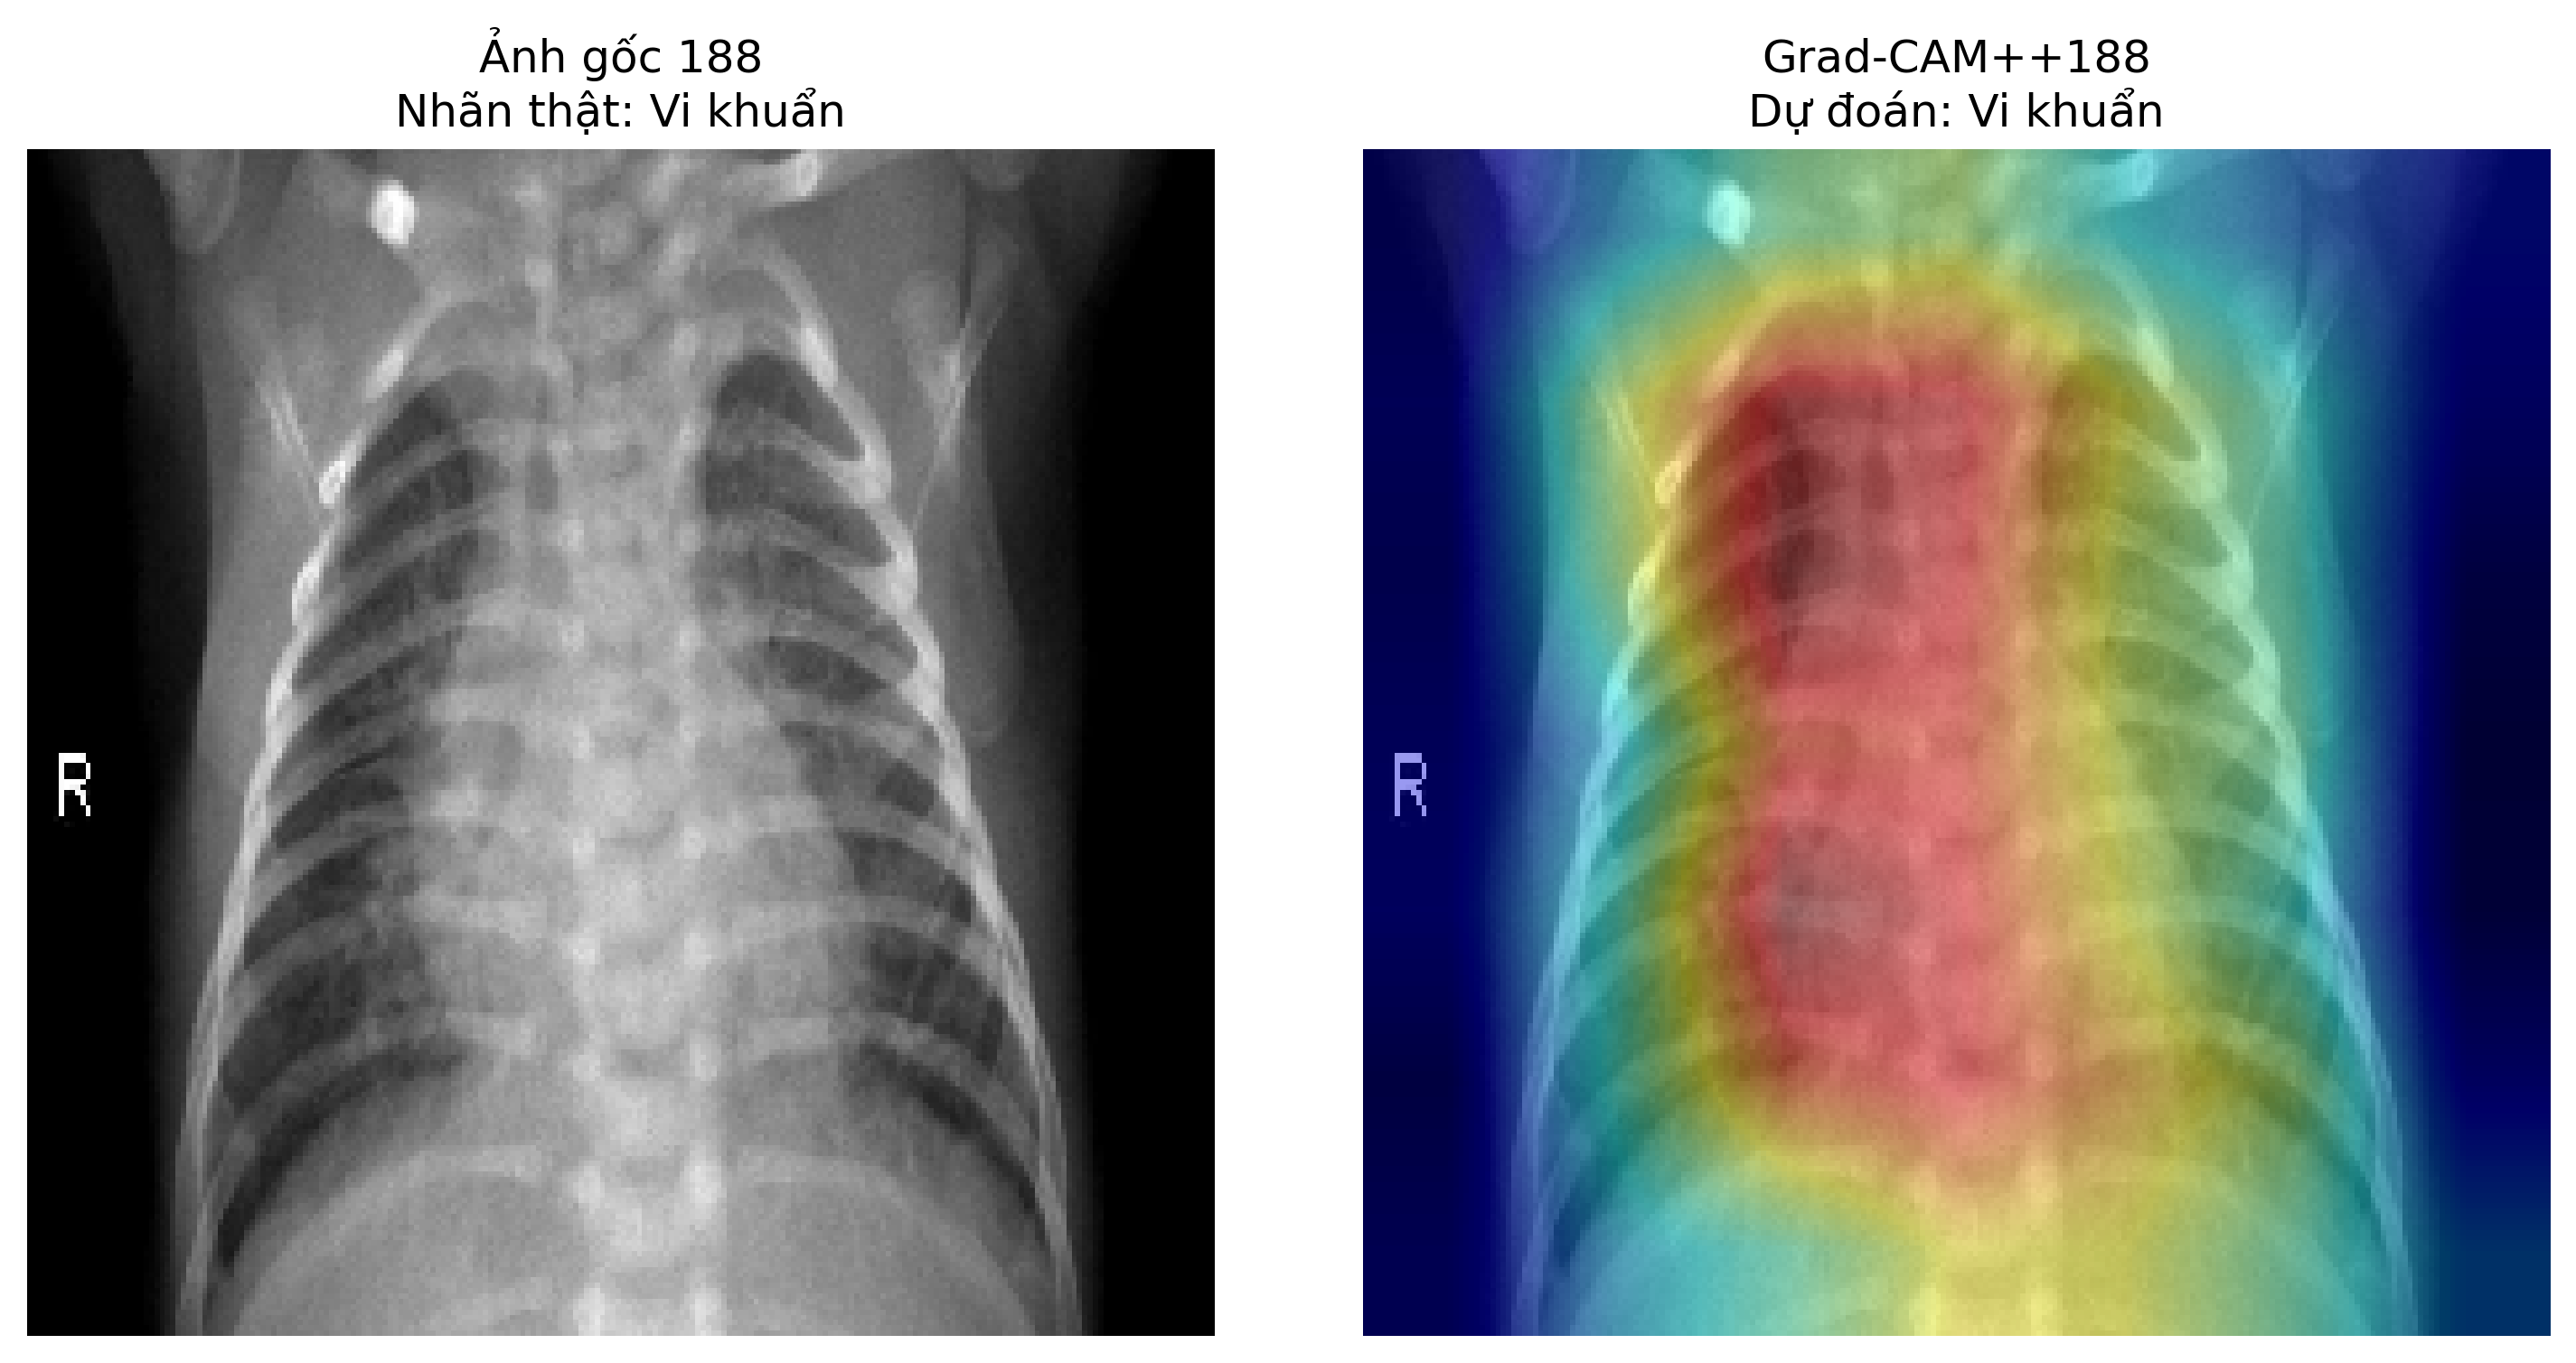 Ảnh gốc 188
Nhãn thật: Vi khuẩn
Grad-CAM++188
Dự đoán: Vi khuẩn
R
R